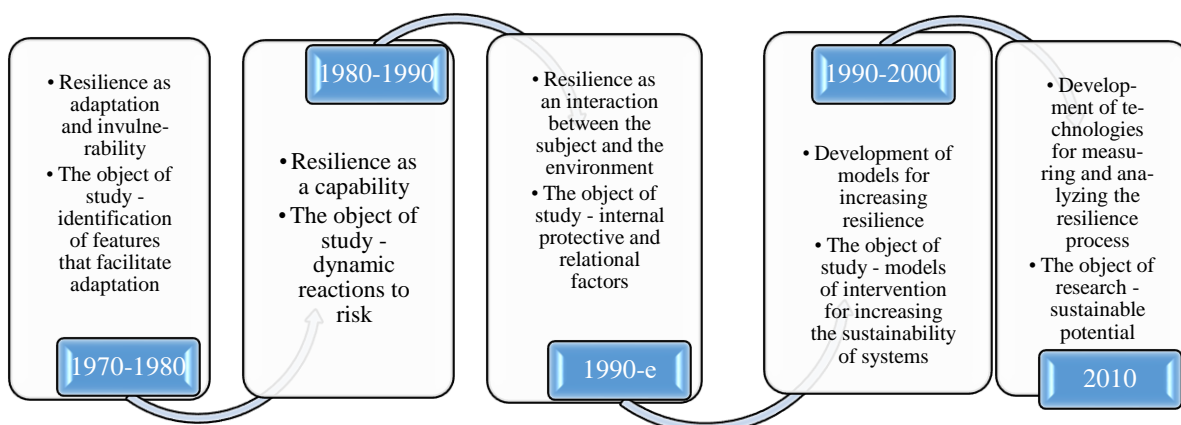 • Resilience as
adaptation
and invulne-
rability
• The object of
study -
identification
of features
that facilitate
adaptation
1970-1980
1980-1990
• Resilience as
a capability
• The object of
study -
dynamic
reactions to
risk
• Resilience as
an interaction
between the
subject and the
environment
• The object of
study - internal
protective and
relational
factors
1990-e
1990-2000
• Development of
models for
increasing
resilience
• The object of
study - models
of intervention
for increasing
the sustainability
of systems
• Develop-
ment of te-
chnologies
for measu-
ring and ana-
lyzing the
resilience
process
• The object of
research -
sustainable
potential
2010